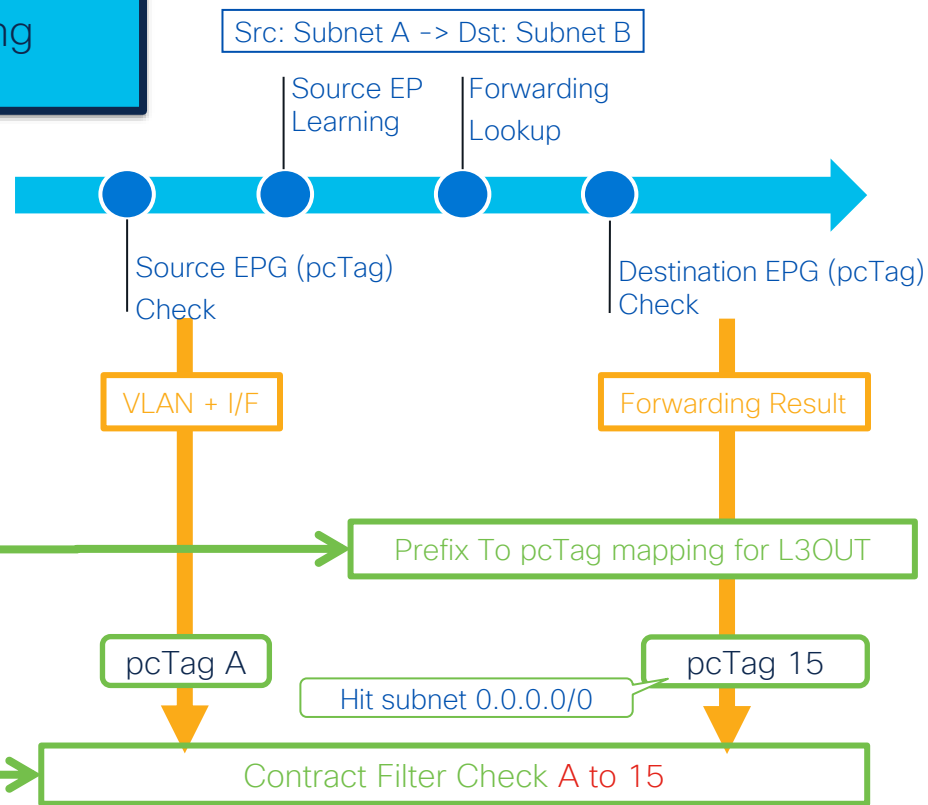 Src: Subnet A -> Dst: Subnet B
Source EP
Learning
Forwarding
Lookup
Source EPG (pcTag)
Check
Destination EPG (pcTag)
Check
VLAN + I/F
Forwarding Result
Prefix To pcTag mapping for L3OUT
pcTag A
pcTag 15
Hit subnet 0.0.0.0/0
Contract Filter Check A to 15